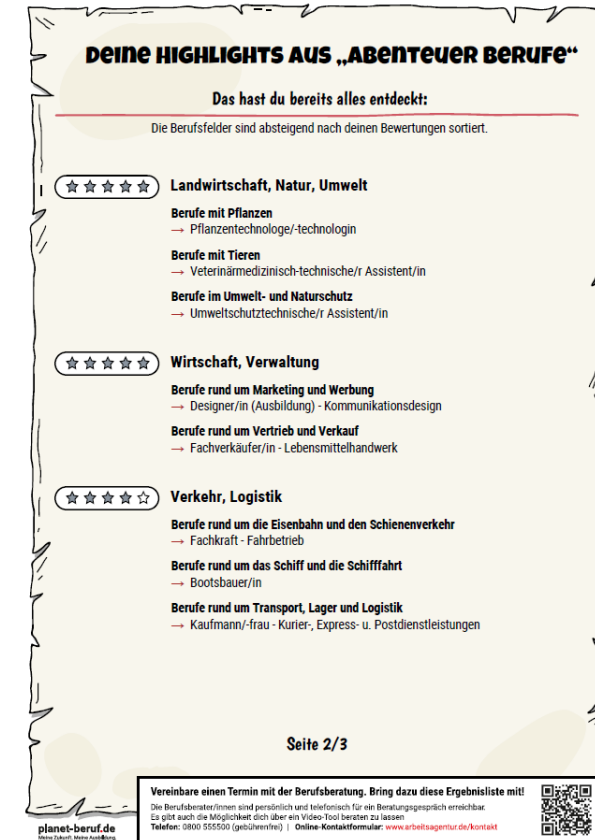 Deine Highlights aus „Abenteuer Berufe“
Das hast du bereits alles entdeckt:
Die Berufsfelder sind absteigend nach deinen Bewertungen sortiert.
Landwirtschaft, Natur, Umwelt
Berufe mit Pflanzen
→ Pflanzentechnologe/-technologin
Berufe mit Tieren
→ Veterinärmedizinisch-technische/r Assistent/in
Berufe im Umwelt- und Naturschutz
→ Umweltschutztechnische/r Assistent/in
Wirtschaft, Verwaltung
Berufe rund um Marketing und Werbung
→ Designer/in (Ausbildung) - Kommunikationsdesign
Berufe rund um Vertrieb und Verkauf
→ Fachverkäufer/in - Lebensmittelhandwerk
Verkehr, Logistik
Berufe rund um die Eisenbahn und den Schienenverkehr
→ Fachkraft - Fahrbetrieb
Berufe rund um das Schiff und die Schifffahrt
→ Bootsbauer/in
Berufe rund um Transport, Lager und Logistik
→ Kaufmann/-frau - Kurier-, Express- u. Postdienstleistungen
Seite 2/3
Vereinbare einen Termin mit der Berufsberatung. Bring dazu diese Ergebnisliste mit!
Die Berufsberater/innen sind persönlich und telefonisch für ein Beratungsgespräch erreichbar.
Es gibt auch die Möglichkeit dich über ein Video-Tool beraten zu lassen
Telefon: 0800 555500 (gebührenfrei) | Online-Kontaktformular: www.arbeitsagentur.de/kontakt
planet-beruf.de
Meine Zukunft. Meine Ausbildung.